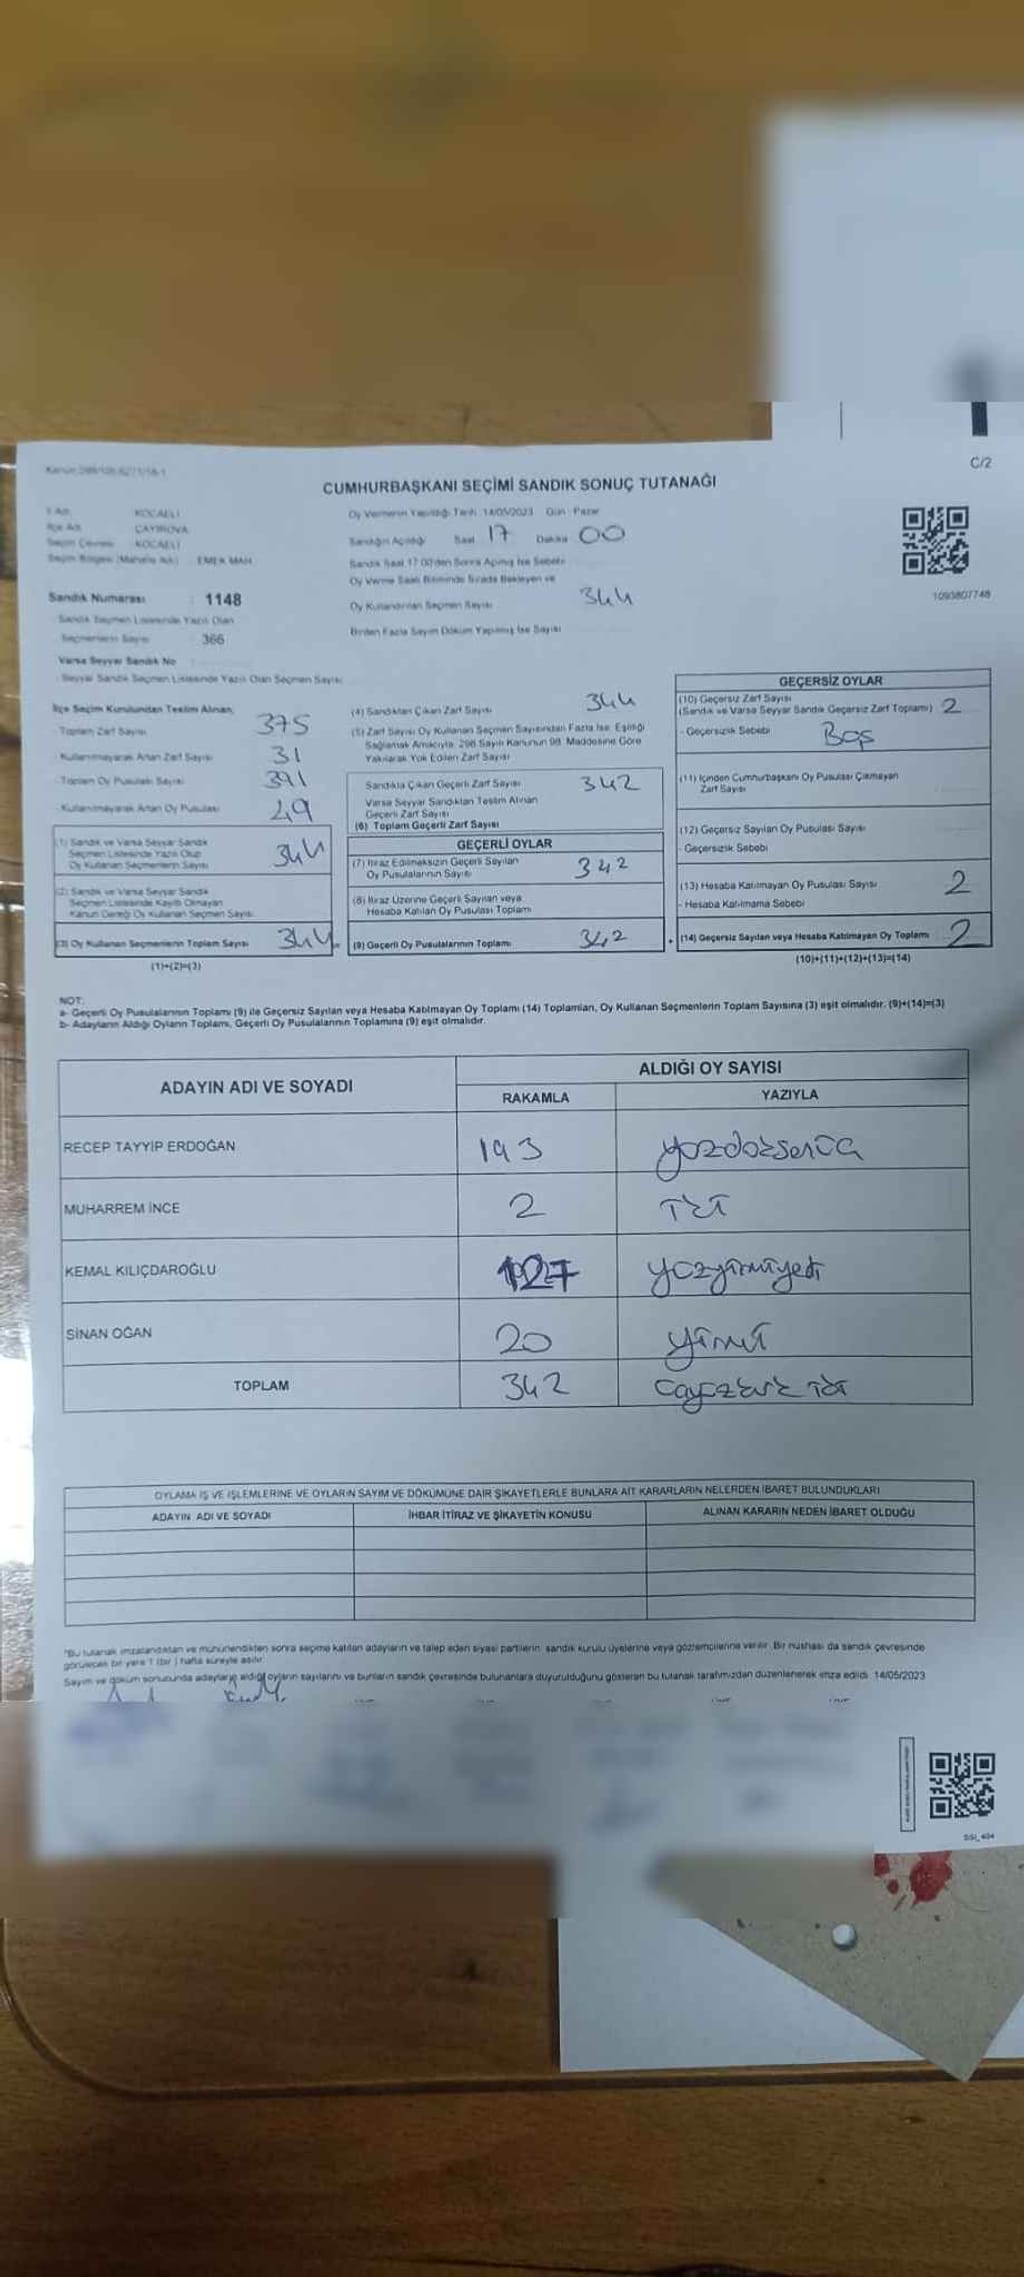 C/2
CUMHURBAŞKANI SEÇİMİ SANDIK SONUÇ TUTANAĞI
İl Adı KOCAELİ
İlçe Adı ÇAYIROVA
Seçim Çevresi KOCAELİ
Seçim Bölgesi (Mahalle Adı) EMEK MAH
Sandık Numarası : 1148
Sandık Seçmen Listesinde Yazılı Olan
Seçmenlerin Sayısı 366
Varsa Seyyar Sandık No
Seyyar Sandık Seçmen Listesinde Yazılı Olan Seçmen Sayısı
Oy Vermenin Yapıldığı Tarih 14/05/2023 Gün Pazar
Sandığın Açıldığı Saat 17 Dakika 00
Sandık Saat 17:00'den Sonra Açılmış İse Sebebi
Oy Verme Saati Bitiminde Sırada Bekleyen ve
Oy Kullandırılan Seçmen Sayısı 344
Birden Fazla Sayım Döküm Yapılmış İse Sayısı
1093807748
İlçe Seçim Kurulundan Teslim Alınan;
- Toplam Zarf Sayısı 375
- Kullanılmayarak Artan Zarf Sayısı 31
- Toplam Oy Pusulası Sayısı 391
- Kullanılmayarak Artan Oy Pusulası 49
(1) Sandık ve Varsa Seyyar Sandık
Seçmen Listesinde Yazılı Olup
Oy Kullanan Seçmenlerin Sayısı 344
(2) Sandık ve Varsa Seyyar Sandık
Seçmen Listesinde Kaydı Olmayan
Kanun Gereği Oy Kullanan Seçmen Sayısı
(3) Oy Kullanan Seçmenlerin Toplam Sayısı 344
(1)+(2)=(3)
(4) Sandıktan Çıkan Zarf Sayısı 344
(5) Zarf Sayısı Oy Kullanan Seçmen Sayısından Fazla İse, Eşitliği
Sağlamak Amacıyla; 298 Sayılı Kanunun 98. Maddesine Göre
Yakılarak Yok Edilen Zarf Sayısı
Sandıkta Çıkan Geçerli Zarf Sayısı 342
Varsa Seyyar Sandıktan Teslim Alınan
Geçerli Zarf Sayısı
(6) Toplam Geçerli Zarf Sayısı
GEÇERLİ OYLAR
(7) İtiraz Edilmeksizin Geçerli Sayılan
Oy Pusulalarının Sayısı 342
(8) İtiraz Üzerine Geçerli Sayılan veya
Hesaba Katılan Oy Pusulası Toplamı
(9) Geçerli Oy Pusulalarının Toplamı 342
GEÇERSİZ OYLAR
(10) Geçersiz Zarf Sayısı
(Sandık ve Varsa Seyyar Sandık Geçersiz Zarf Toplamı) 2
- Geçersizlik Sebebi Boş
(11) İçinden Cumhurbaşkanı Oy Pusulası Çıkmayan
Zarf Sayısı
(12) Geçersiz Sayılan Oy Pusulası Sayısı
- Geçersizlik Sebebi
(13) Hesaba Katılmayan Oy Pusulası Sayısı 2
- Hesaba Katılmama Sebebi
+ (14) Geçersiz Sayılan veya Hesaba Katılmayan Oy Toplamı 2
(10)+(11)+(12)+(13)=(14)
NOT:
a- Geçerli Oy Pusulalarının Toplamı (9) ile Geçersiz Sayılan veya Hesaba Katılmayan Oy Toplamı (14) Toplamları, Oy Kullanan Seçmenlerin Toplam Sayısına (3) eşit olmalıdır. (9)+(14)=(3)
b- Adayların Aldığı Oyların Toplamı, Geçerli Oy Pusulalarının Toplamına (9) eşit olmalıdır.
ADAYIN ADI VE SOYADI ALDIĞI OY SAYISI
RAKAMLA YAZIYLA
RECEP TAYYİP ERDOĞAN 193 yüzdoksanüç
MUHARREM İNCE 2 iki
KEMAL KILIÇDAROĞLU 127 yüzyirmiyedi
SİNAN OĞAN 20 yirmi
TOPLAM 342
OYLAMA İŞ VE İŞLEMLERİNE VE OYLARIN SAYIM VE DÖKÜMÜNE DAİR ŞİKAYETLERLE BUNLARA AİT KARARLARIN NELERDEN İBARET BULUNDUKLARI
ADAYIN ADI VE SOYADI İHBAR İTİRAZ VE ŞİKAYETİN KONUSU ALINAN KARARIN NEDEN İBARET OLDUĞU
*Bu tutanak imzalandıktan ve mühürlendikten sonra seçime katılan adayların ve talep eden siyasi partilerin, sandık kurulu üyelerine veya gözlemcilerine verilir. Bir nüshası da sandık çevresinde
görülecek bir yere 1 (bir ) hafta süreyle asılır.
Sayım ve döküm sonucunda adayların aldığı oyların sayılarını ve bunların sandık çevresinde bulunanlara duyurulduğunu gösteren bu tutanak tarafımızdan düzenlenerek imza edildi. 14/05/2023